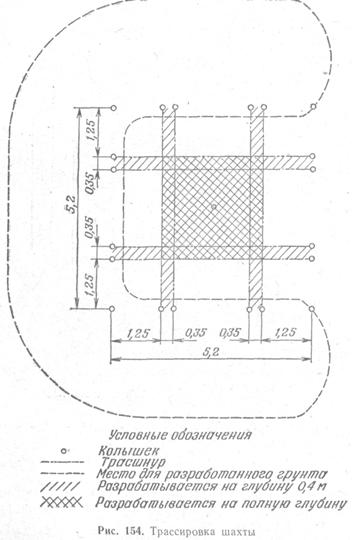 1,25
0,35
5,2
0,35
1,25
1,25 0,35 0,35 1,25
5,2
Условные обозначения
Колышек
Трасшнур
Место для разработанного грунта
Разрабатывается на глубину 0,4 м
Разрабатывается на полную глубину
Рис. 154. Трассировка шахты